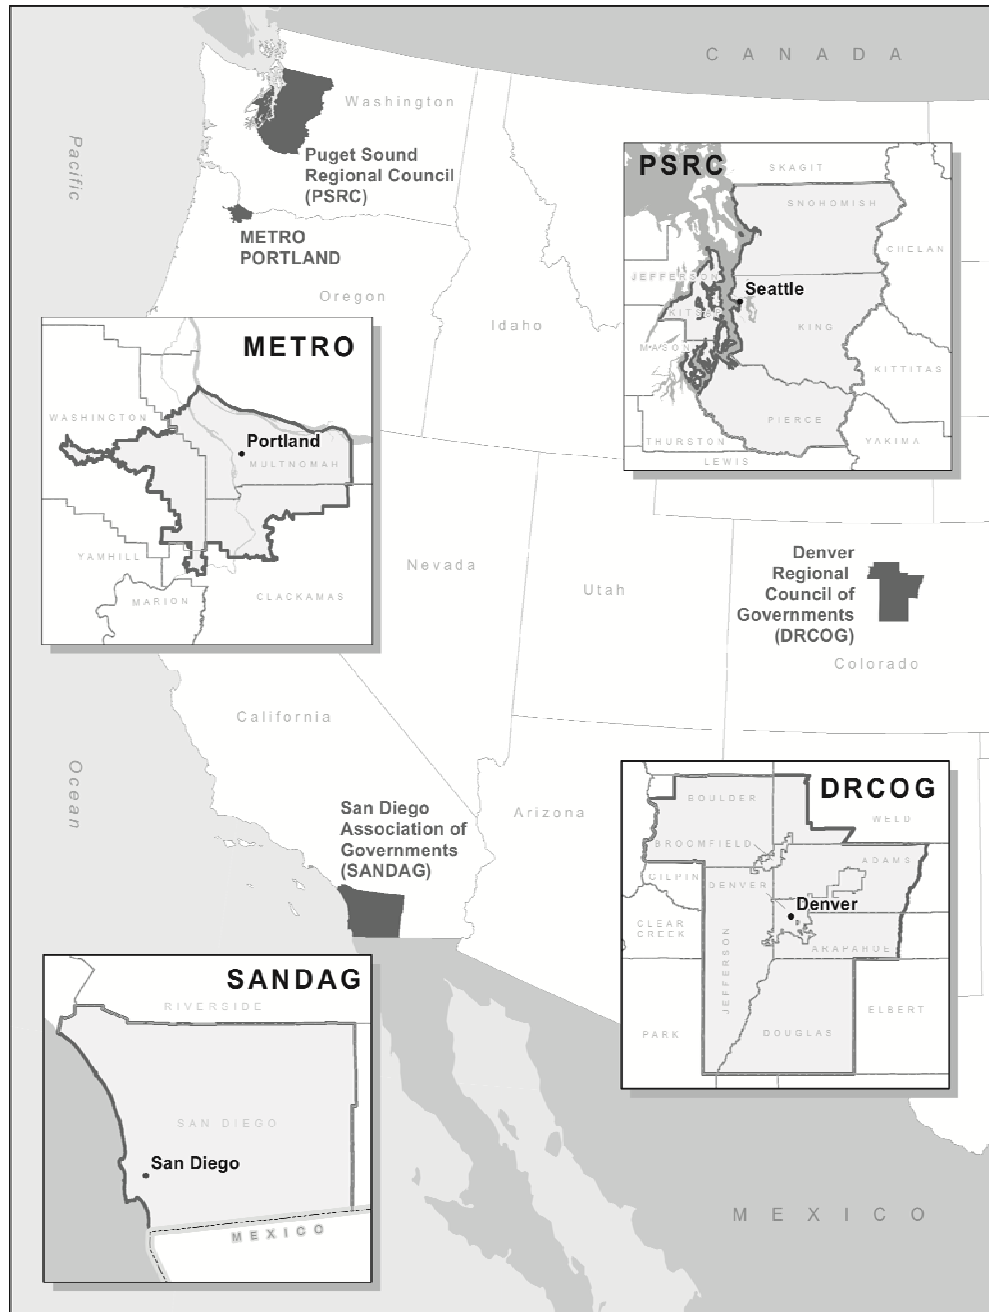 CANADA
Pacific
Washington
Puget Sound
Regional Council
(PSRC)
METRO
PORTLAND
Oregon
Idaho
PSRC
SKAGIT
SNOHOMISH
CHELAN
JEFFERSON
Seattle
KITSAP
KING
MASON
KITTITAS
PIERCE
THURSTON
YAKIMA
LEWIS
METRO
WASHINGTON
Portland
MULTNOMAH
YAMHILL
MARION
CLACKAMAS
Nevada
Utah
Denver
Regional
Council of
Governments
(DRCOG)
Colorado
California
Ocean
San Diego
Association of
Governments
(SANDAG)
Arizona
DRCOG
BOULDER
WELD
BROOMFIELD
ADAMS
GILPIN
DENVER
Denver
CLEAR
CREEK
ARAPAHOE
JEFFERSON
ELBERT
PARK
DOUGLAS
SANDAG
RIVERSIDE
SAN DIEGO
San Diego
MEXICO
MEXICO